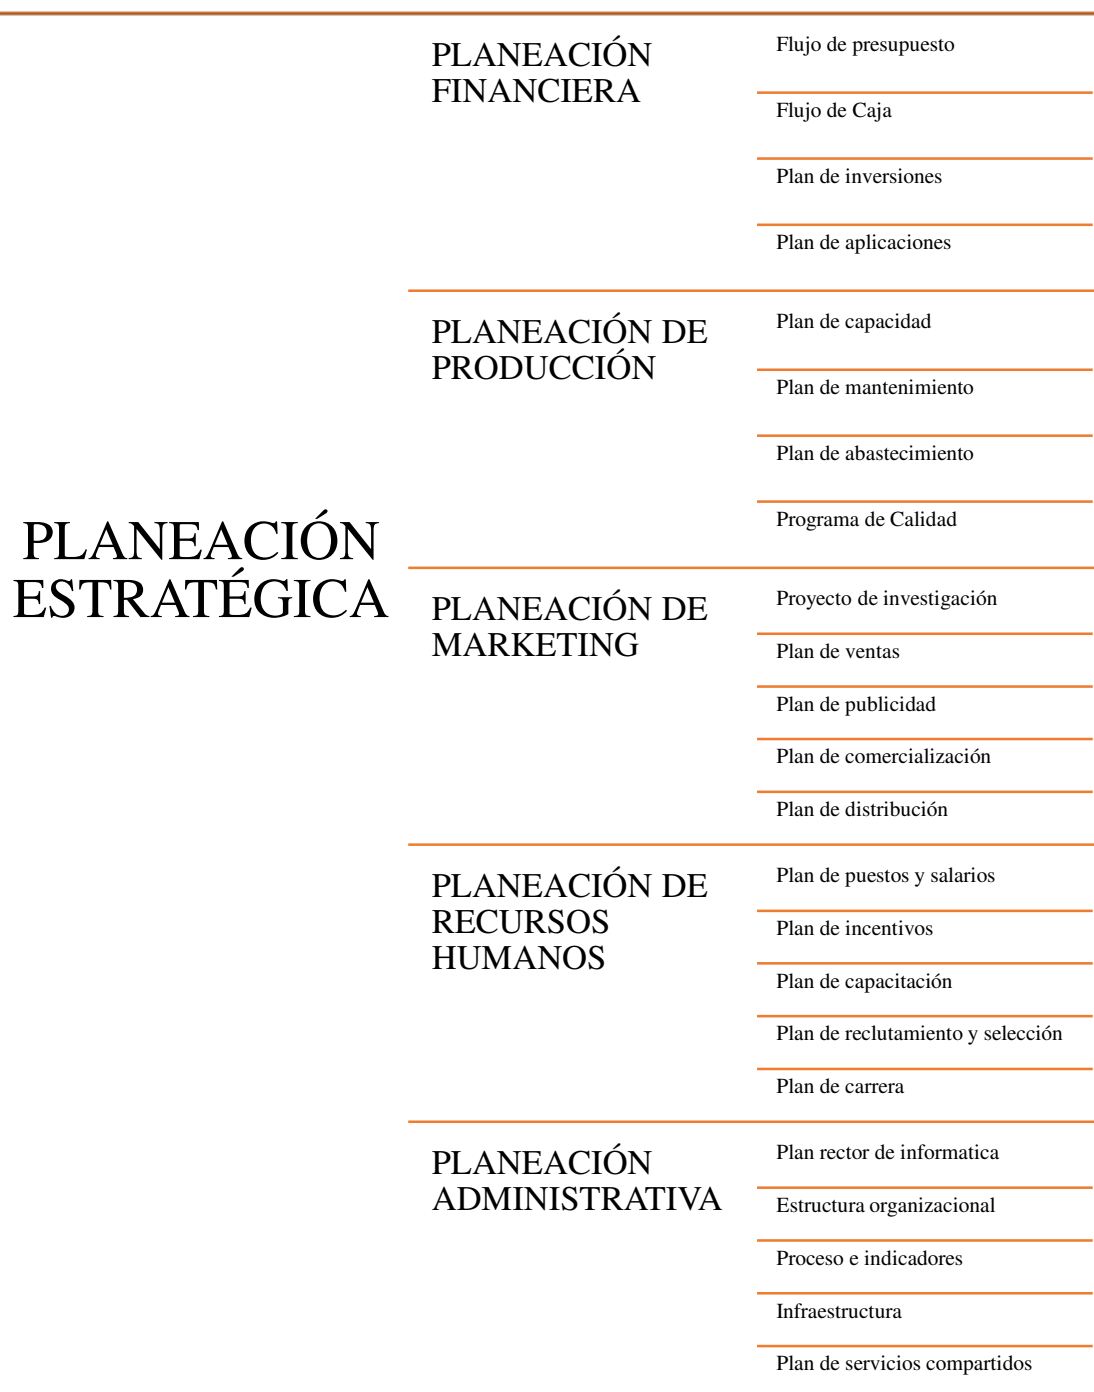 PLANEACIÓN
ESTRATÉGICA
PLANEACIÓN
FINANCIERA
Flujo de presupuesto
Flujo de Caja
Plan de inversiones
Plan de aplicaciones
PLANEACIÓN DE
PRODUCCIÓN
Plan de capacidad
Plan de mantenimiento
Plan de abastecimiento
Programa de Calidad
PLANEACIÓN DE
MARKETING
Proyecto de investigación
Plan de ventas
Plan de publicidad
Plan de comercialización
Plan de distribución
PLANEACIÓN DE
RECURSOS
HUMANOS
Plan de puestos y salarios
Plan de incentivos
Plan de capacitación
Plan de reclutamiento y selección
Plan de carrera
PLANEACIÓN
ADMINISTRATIVA
Plan rector de informatica
Estructura organizacional
Proceso e indicadores
Infraestructura
Plan de servicios compartidos